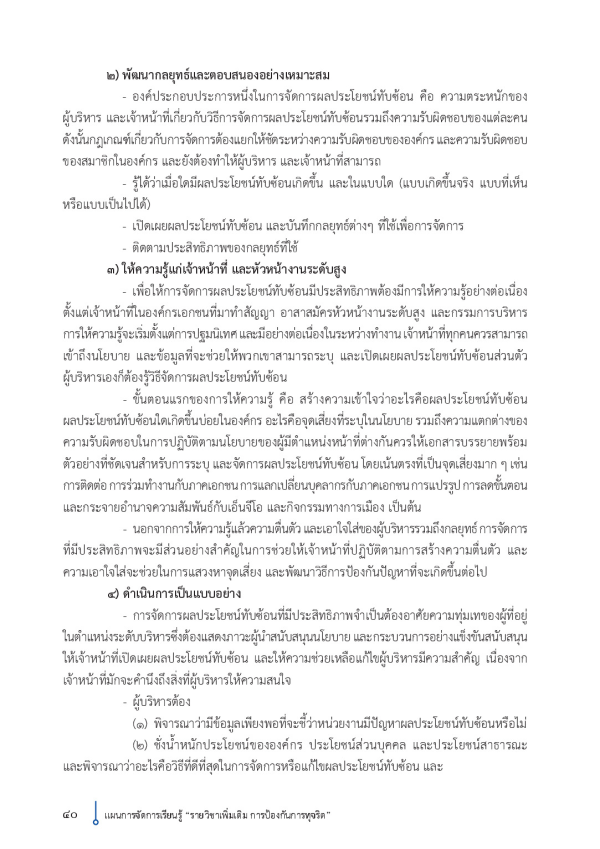 ๒) พัฒนากลยุทธ์และตอบสนองอย่างเหมาะสม
- องค์ประกอบประการหนึ่งในการจัดการผลประโยชน์ทับซ้อน คือ ความตระหนักของ
ผู้บริหาร และเจ้าหน้าที่เกี่ยวกับวิธีการจัดการผลประโยชน์ทับซ้อนรวมถึงความรับผิดชอบของแต่ละคน
ดังนั้นกฎเกณฑ์เกี่ยวกับการจัดการต้องแยกให้ชัดระหว่างความรับผิดชอบขององค์กร และความรับผิดชอบ
ของสมาชิกในองค์กร และยังต้องทำให้ผู้บริหาร และเจ้าหน้าที่สามารถ
- รู้ได้ว่าเมื่อใดมีผลประโยชน์ทับซ้อนเกิดขึ้น และในแบบใด (แบบเกิดขึ้นจริง แบบที่เห็น
หรือแบบเป็นไปได้)
- เปิดเผยผลประโยชน์ทับซ้อน และบันทึกกลยุทธ์ต่างๆ ที่ใช้เพื่อการจัดการ
- ติดตามประสิทธิภาพของกลยุทธ์ที่ใช้
๓) ให้ความรู้แก่เจ้าหน้าที่ และหัวหน้างานระดับสูง
- เพื่อให้การจัดการผลประโยชน์ทับซ้อนมีประสิทธิภาพต้องมีการให้ความรู้อย่างต่อเนื่อง
ตั้งแต่เจ้าหน้าที่ในองค์กรเอกชนที่มาทำสัญญา อาสาสมัครหัวหน้างานระดับสูง และกรรมการบริหาร
การให้ความรู้จะเริ่มตั้งแต่การปฐมนิเทศ และมีอย่างต่อเนื่องในระหว่างทำงาน เจ้าหน้าที่ทุกคนควรสามารถ
เข้าถึงนโยบาย และข้อมูลที่จะช่วยให้พวกเขาสามารถระบุ และเปิดเผยผลประโยชน์ทับซ้อนส่วนตัว
ผู้บริหารเองก็ต้องรู้วิธีจัดการผลประโยชน์ทับซ้อน
- ขั้นตอนแรกของการให้ความรู้ คือ สร้างความเข้าใจว่าอะไรคือผลประโยชน์ทับซ้อน
ผลประโยชน์ทับซ้อนใดเกิดขึ้นบ่อยในองค์กร อะไรคือจุดเสี่ยงที่ระบุในนโยบาย รวมถึงความแตกต่างของ
ความรับผิดชอบในการปฏิบัติตามนโยบายของผู้มีตำแหน่งหน้าที่ต่างกันควรให้เอกสารบรรยายพร้อม
ตัวอย่างที่ชัดเจนสำหรับการระบุ และจัดการผลประโยชน์ทับซ้อน โดยเน้นตรงที่เป็นจุดเสี่ยงมาก ๆ เช่น
การติดต่อ การร่วมทำงานกับภาคเอกชน การแลกเปลี่ยนบุคลากรกับภาคเอกชน การแปรรูป การลดขั้นตอน
และกระจายอำนาจความสัมพันธ์กับเอ็นจีโอ และกิจกรรมทางการเมือง เป็นต้น
- นอกจากการให้ความรู้แล้วความตื่นตัว และเอาใจใส่ของผู้บริหารรวมถึงกลยุทธ์ การจัดการ
ที่มีประสิทธิภาพจะมีส่วนอย่างสำคัญในการช่วยให้เจ้าหน้าที่ปฏิบัติตามการสร้างความตื่นตัว และ
ความเอาใจใส่จะช่วยในการแสวงหาจุดเสี่ยง และพัฒนาวิธีการป้องกันปัญหาที่จะเกิดขึ้นต่อไป
๔) ดำเนินการเป็นแบบอย่าง
- การจัดการผลประโยชน์ทับซ้อนที่มีประสิทธิภาพจำเป็นต้องอาศัยความทุ่มเทของผู้ที่อยู่
ในตำแหน่งระดับบริหารซึ่งต้องแสดงภาวะผู้นำสนับสนุนนโยบาย และกระบวนการอย่างแข็งขันสนับสนุน
ให้เจ้าหน้าที่เปิดเผยผลประโยชน์ทับซ้อน และให้ความช่วยเหลือแก้ไขผู้บริหารมีความสำคัญ เนื่องจาก
เจ้าหน้าที่มักจะคำนึงถึงสิ่งที่ผู้บริหารให้ความสนใจ
- ผู้บริหารต้อง
(๑) พิจารณาว่ามีข้อมูลเพียงพอที่จะชี้ว่าหน่วยงานมีปัญหาผลประโยชน์ทับซ้อนหรือไม่
(๒) ชั่งน้ำหนักประโยชน์ขององค์กร ประโยชน์ส่วนบุคคล และประโยชน์สาธารณะ
และพิจารณาว่าอะไรคือวิธีที่ดีที่สุดในการจัดการหรือแก้ไขผลประโยชน์ทับซ้อน และ
๔๐ แผนการจัดการเรียนรู้ “รายวิชาเพิ่มเติม การป้องกันการทุจริต”